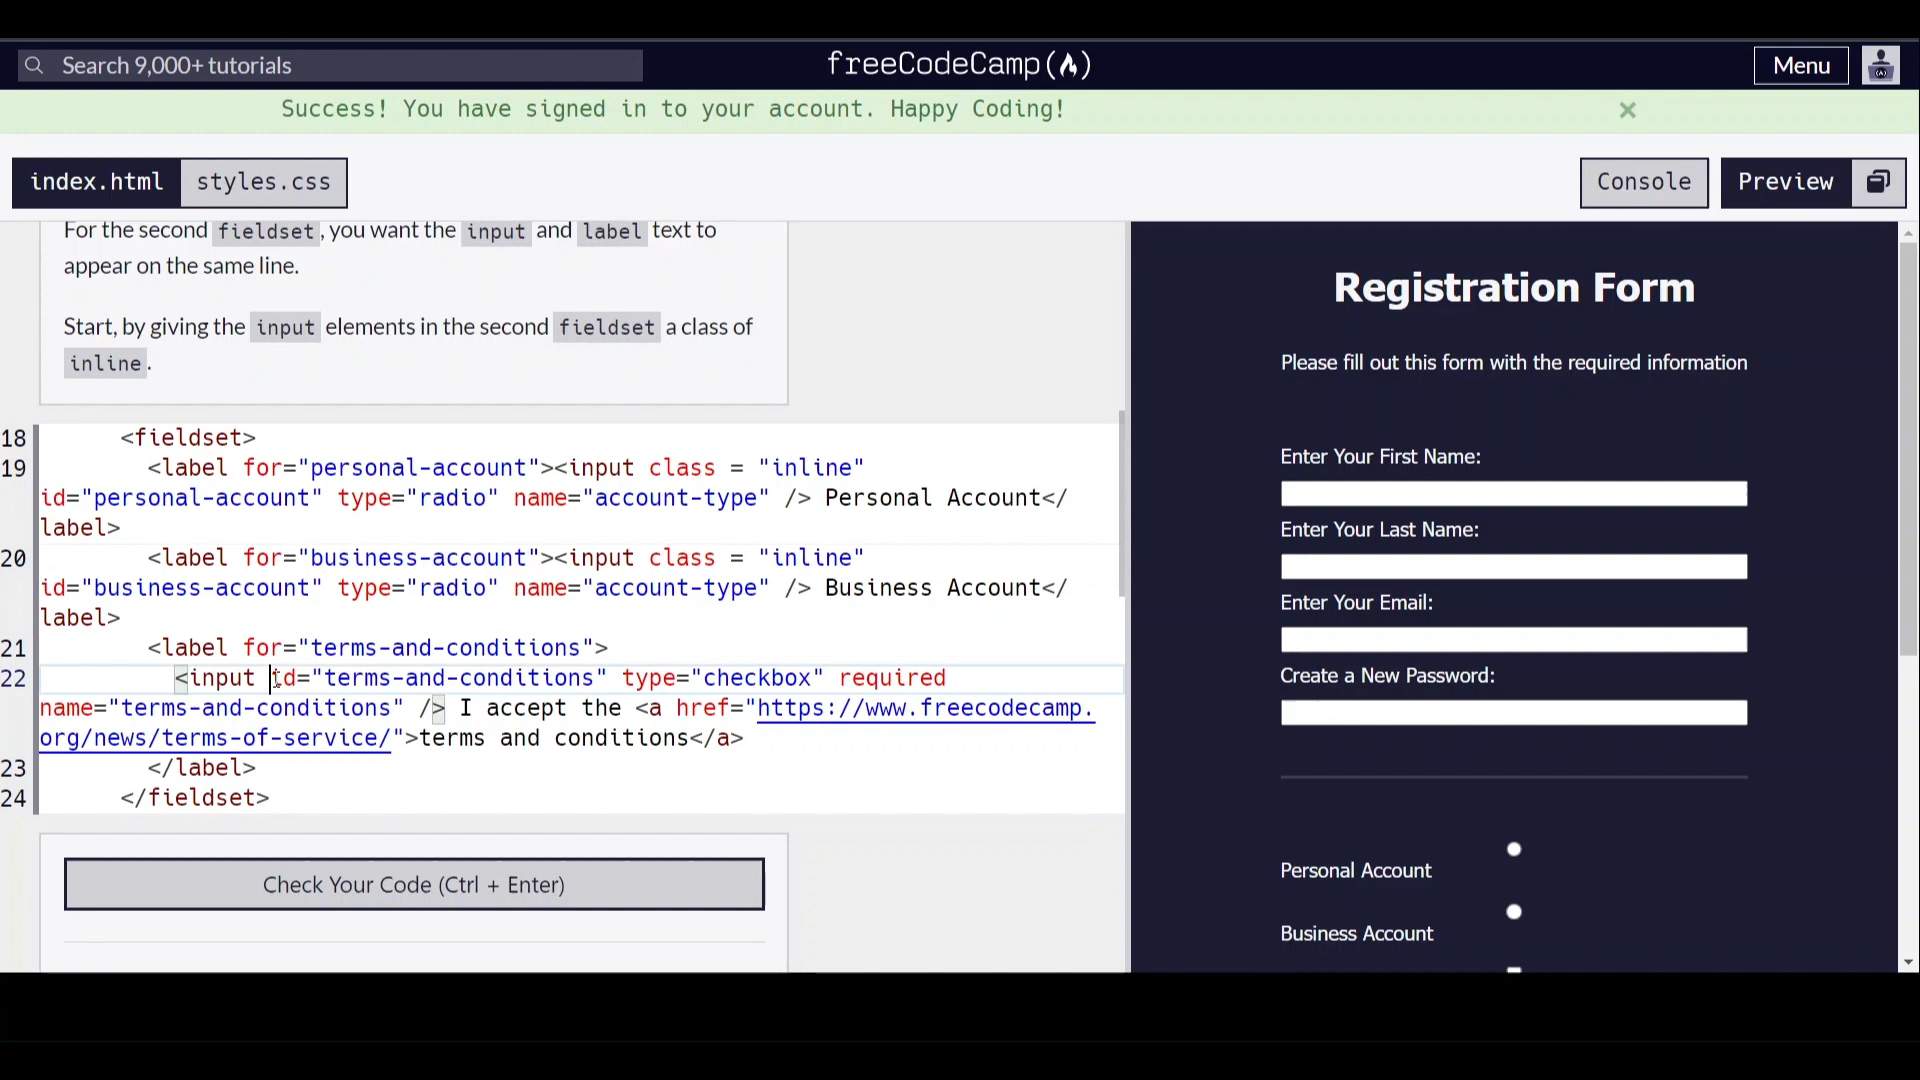 Search 9,000+ tutorials
freeCodeCamp(🔥)
Menu
Success! You have signed in to your account. Happy Coding!
×
index.html
styles.css
Console
Preview
For the second fieldset, you want the input and label text to
appear on the same line.
Start, by giving the input elements in the second fieldset a class of
inline.
18 <fieldset>
19 <label for="personal-account"><input class = "inline"
id="personal-account" type="radio" name="account-type" /> Personal Account</
label>
20 <label for="business-account"><input class = "inline"
id="business-account" type="radio" name="account-type" /> Business Account</
label>
21 <label for="terms-and-conditions">
22 <input id="terms-and-conditions" type="checkbox" required
name="terms-and-conditions" /> I accept the <a href="https://www.freecodecamp.
org/news/terms-of-service/">terms and conditions</a>
23 </label>
24 </fieldset>
Check Your Code (Ctrl + Enter)
Registration Form
Please fill out this form with the required information
Enter Your First Name:
Enter Your Last Name:
Enter Your Email:
Create a New Password:
Personal Account
Business Account